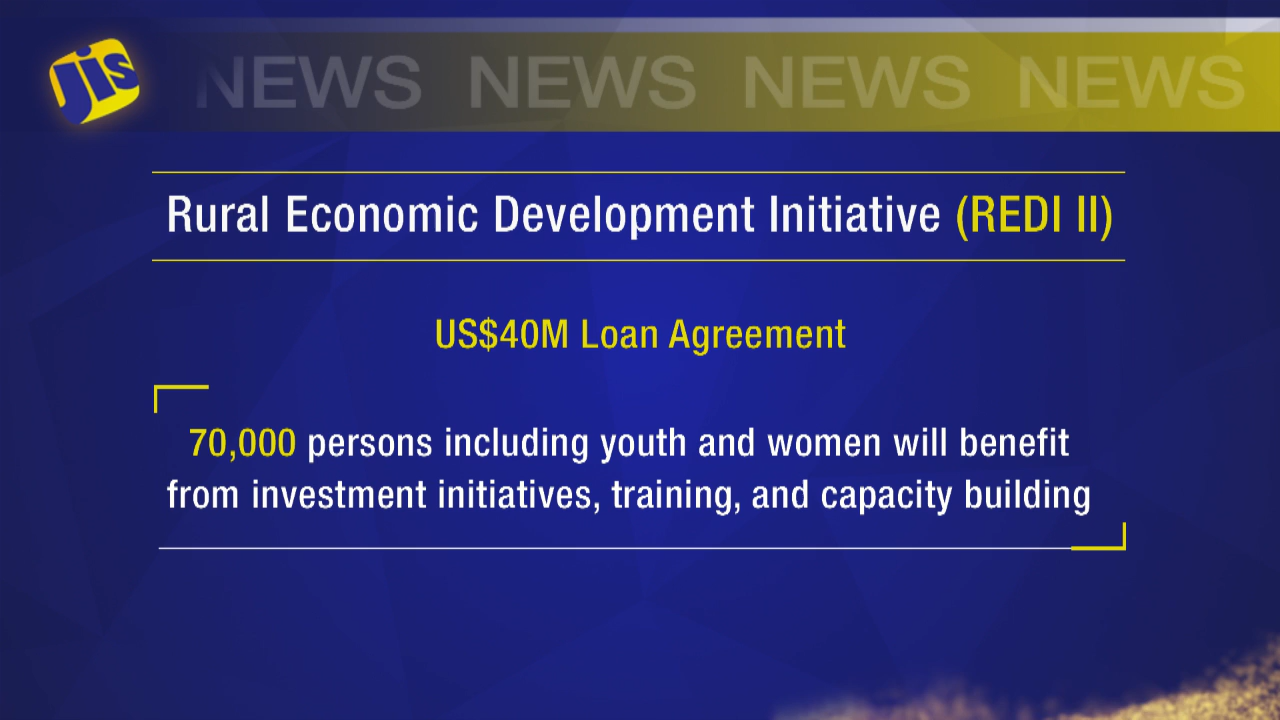 jis NEWS NEWS NEWS NEWS
Rural Economic Development Initiative (REDI II)
US$40M Loan Agreement
70,000 persons including youth and women will benefit
from investment initiatives, training, and capacity building